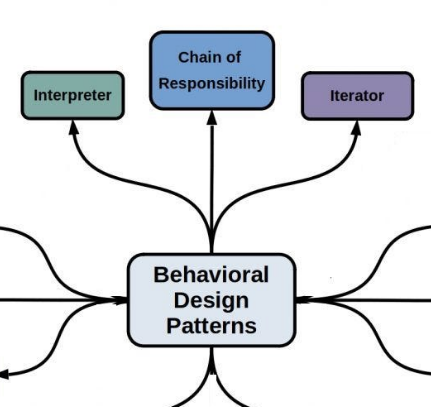 Chain of
Responsibility
Interpreter
Iterator
Behavioral
Design
Patterns